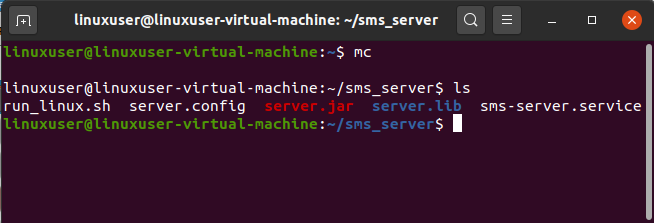 linuxuser@linuxuser-virtual-machine: ~/sms_server
linuxuser@linuxuser-virtual-machine:~$ mc
linuxuser@linuxuser-virtual-machine:~/sms_server$ ls
run_linux.sh  server.config  server.jar  server.lib  sms-server.service
linuxuser@linuxuser-virtual-machine:~/sms_server$